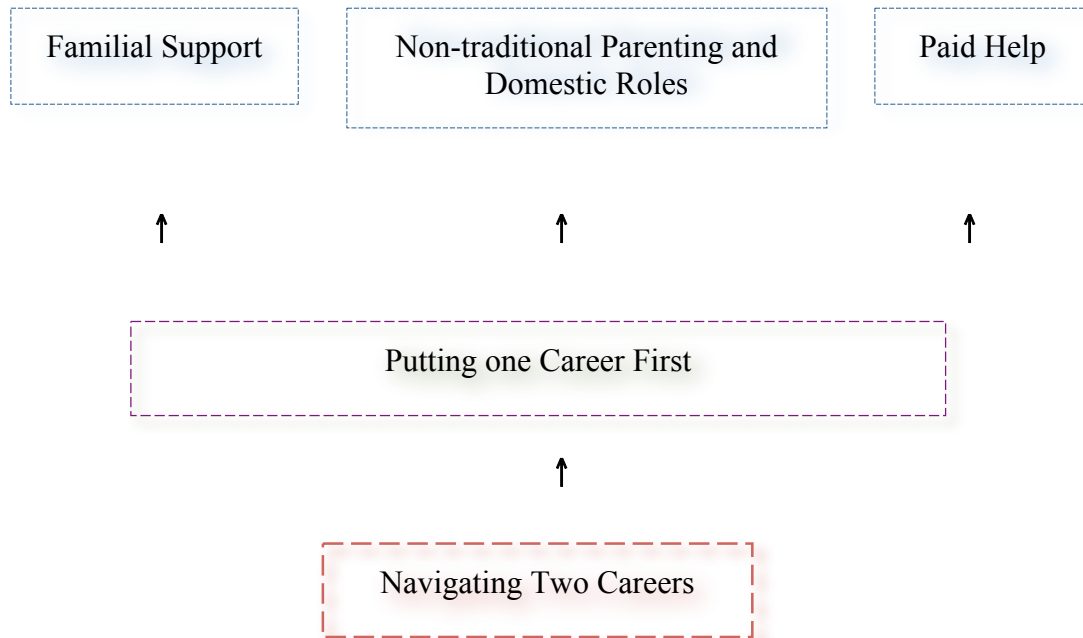 Familial Support
Non-traditional Parenting and
Domestic Roles
Paid Help
Putting one Career First
Navigating Two Careers